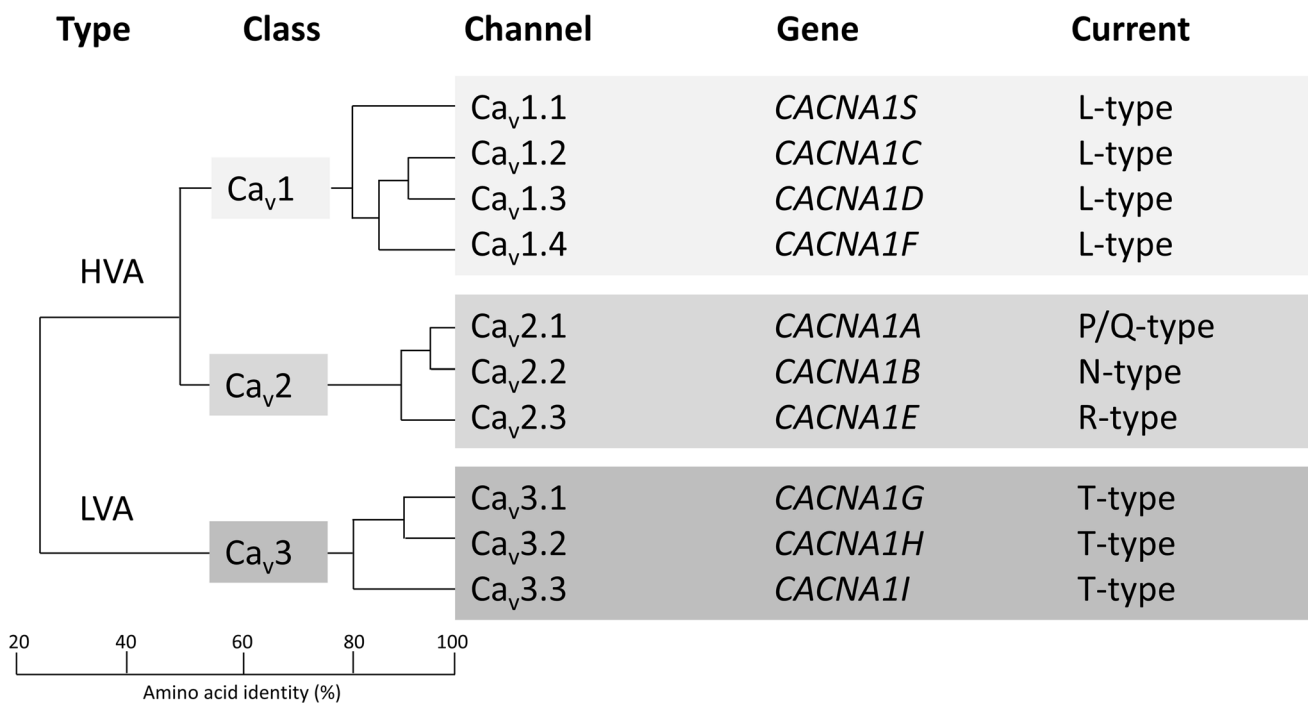 Type Class Channel Gene Current
Cav1.1 CACNA1S L-type
Cav1.2 CACNA1C L-type
Cav1 Cav1.3 CACNA1D L-type
Cav1.4 CACNA1F L-type
HVA
Cav2.1 CACNA1A P/Q-type
Cav2.2 CACNA1B N-type
Cav2 Cav2.3 CACNA1E R-type
Cav3.1 CACNA1G T-type
LVA
Cav3.2 CACNA1H T-type
Cav3 Cav3.3 CACNA1I T-type
20 40 60 80 100
Amino acid identity (%)